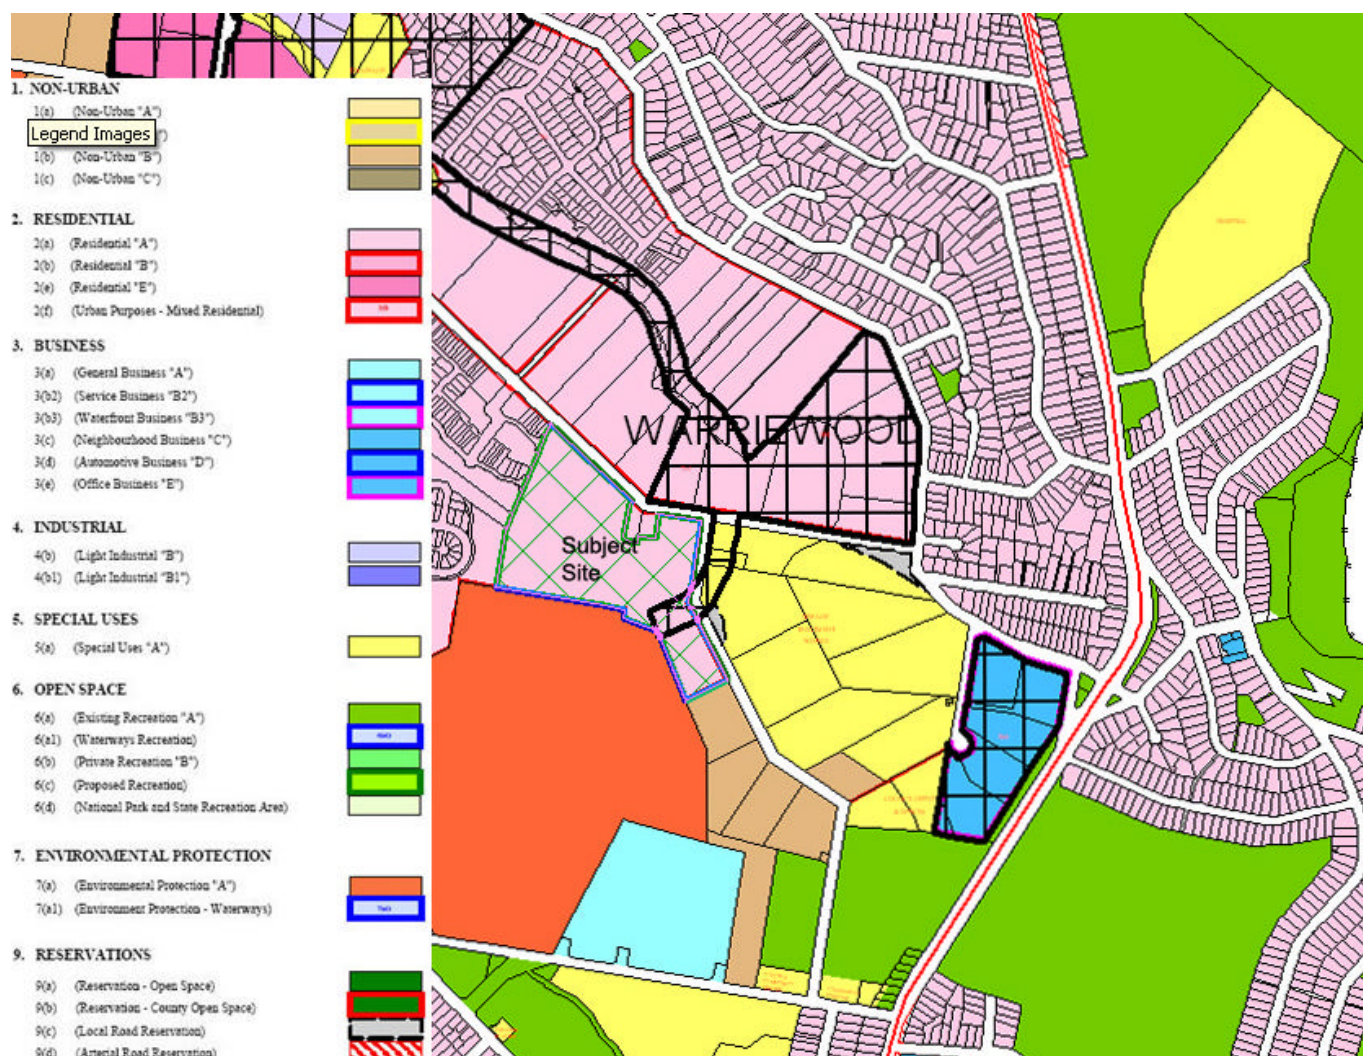 1. NON-URBAN
1(a) (Non-Urban "A")
Legend Images
1(b) (Non-Urban "B")
1(c) (Non-Urban "C")
2. RESIDENTIAL
2(a) (Residential "A")
2(b) (Residential "B")
2(e) (Residential "E")
2(f) (Urban Purposes - Mixed Residential)
3. BUSINESS
3(a) (General Business "A")
3(b2) (Service Business "B2")
3(b3) (Waterfront Business "B3")
3(c) (Neighbourhood Business "C")
3(d) (Automotive Business "D")
3(e) (Office Business "E")
4. INDUSTRIAL
4(b) (Light Industrial "B")
4(b1) (Light Industrial "B1")
5. SPECIAL USES
5(a) (Special Uses "A")
6. OPEN SPACE
6(a) (Existing Recreation "A")
6(a1) (Waterways Recreation)
6(b) (Private Recreation "B")
6(c) (Proposed Recreation)
6(d) (National Park and State Recreation Area)
7. ENVIRONMENTAL PROTECTION
7(a) (Environmental Protection "A")
7(a1) (Environment Protection - Waterways)
9. RESERVATIONS
9(a) (Reservation - Open Space)
9(b) (Reservation - County Open Space)
9(c) (Local Road Reservation)
9(d) (Arterial Road Reservation)
WARRIEWOOD
Subject
Site